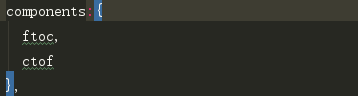 components:{
ftoc,
ctof
},